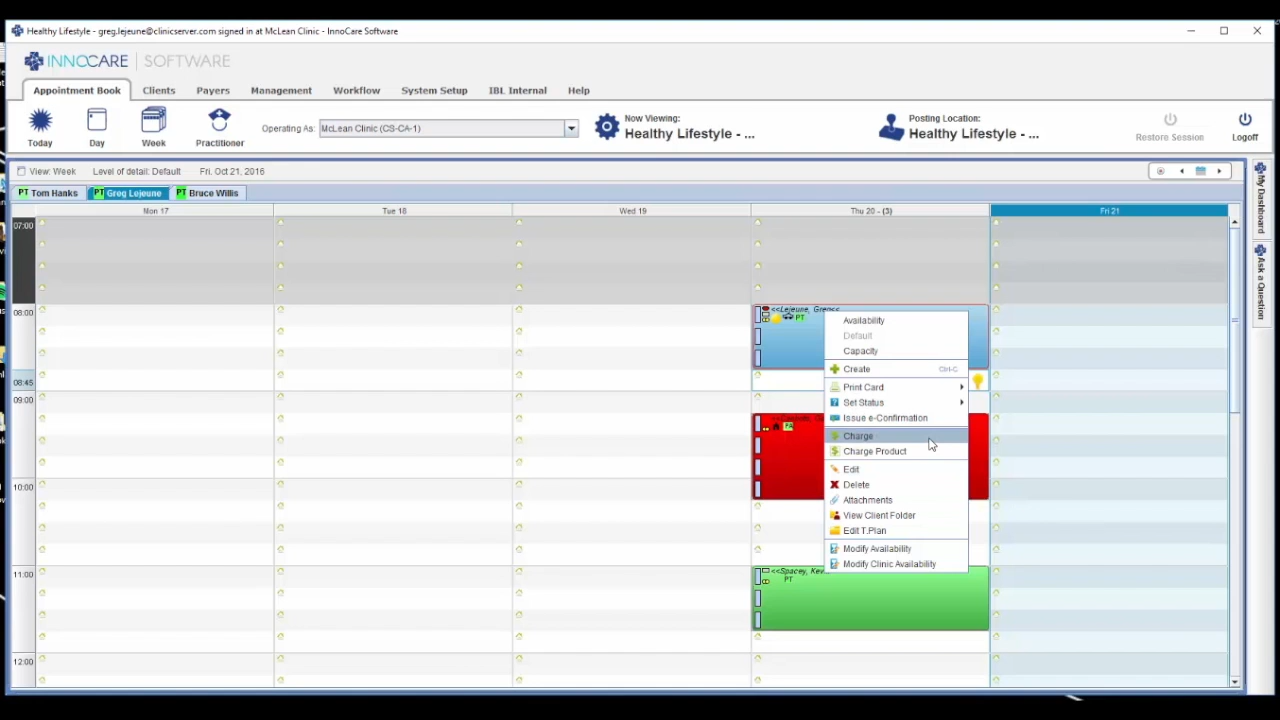 Healthy Lifestyle - greg.lejeune@clinicserver.com signed in at McLean Clinic - InnoCare Software
INNOCARE | SOFTWARE
Appointment Book Clients Payers Management Workflow System Setup IBL Internal Help
Today Day Week Practitioner
Operating As: McLean Clinic (CS-CA-1)
Now Viewing:
Healthy Lifestyle - ...
Posting Location:
Healthy Lifestyle - ...
Restore Session
Logoff
View: Week Level of detail: Default Fri. Oct 21, 2016
PT Tom Hanks PT Greg Lejeune PT Bruce Willis
Mon 17 Tue 18 Wed 19 Thu 20 - (3) Fri 21
07:00
08:00
08:45
09:00
10:00
11:00
12:00
<<Lejeune, Greg<<
PT
PA
<<Spacey, Kev
PT
Availability
Default
Capacity
Create Ctrl-C
Print Card
Set Status
Issue e-Confirmation
Charge
Charge Product
Edit
Delete
Attachments
View Client Folder
Edit T.Plan
Modify Availability
Modify Clinic Availability
My Dashboard
Ask a Question